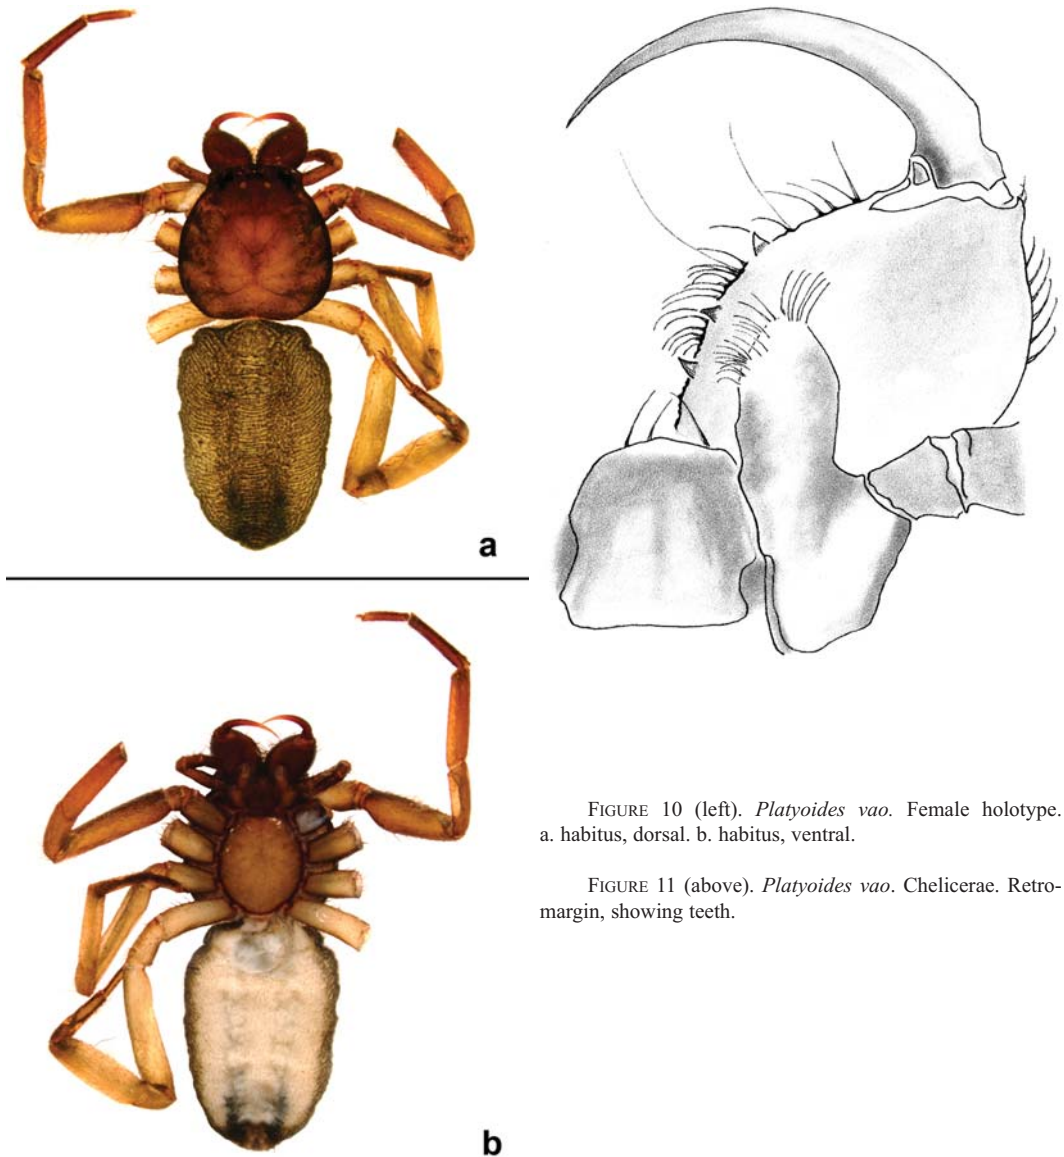 a
b
FIGURE 10 (left). Platyoides vao. Female holotype.
a. habitus, dorsal. b. habitus, ventral.
FIGURE 11 (above). Platyoides vao. Chelicerae. Retro-
margin, showing teeth.